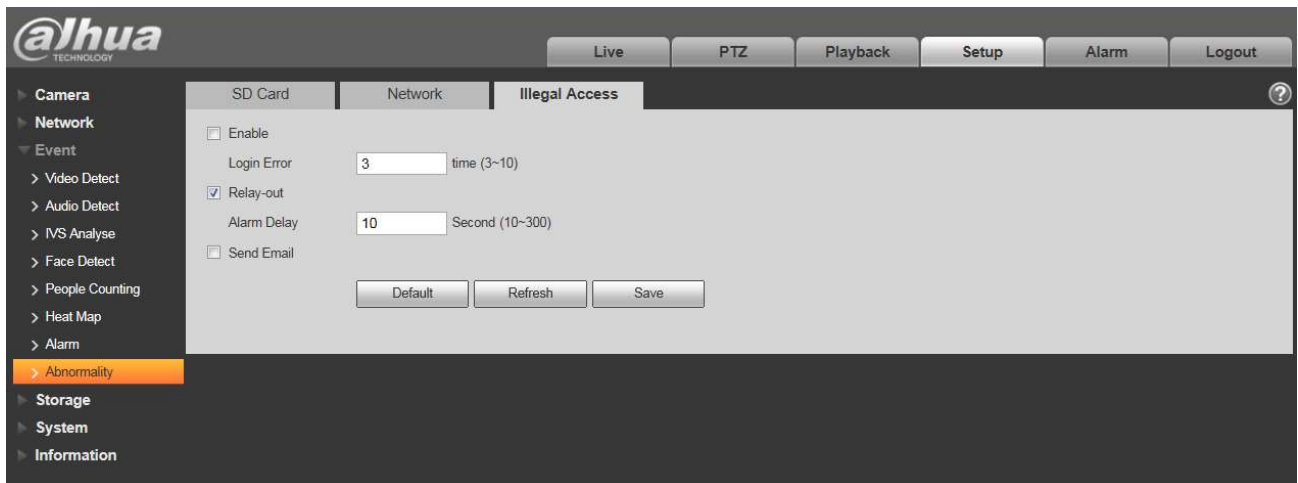 alhua
TECHNOLOGY
Live PTZ Playback Setup Alarm Logout
Camera
Network
Event
> Video Detect
> Audio Detect
> IVS Analyse
> Face Detect
> People Counting
> Heat Map
> Alarm
> Abnormality
Storage
System
Information
SD Card Network Illegal Access ?
Enable
Login Error 3 time (3~10)
Relay-out
Alarm Delay 10 Second (10~300)
Send Email
Default Refresh Save